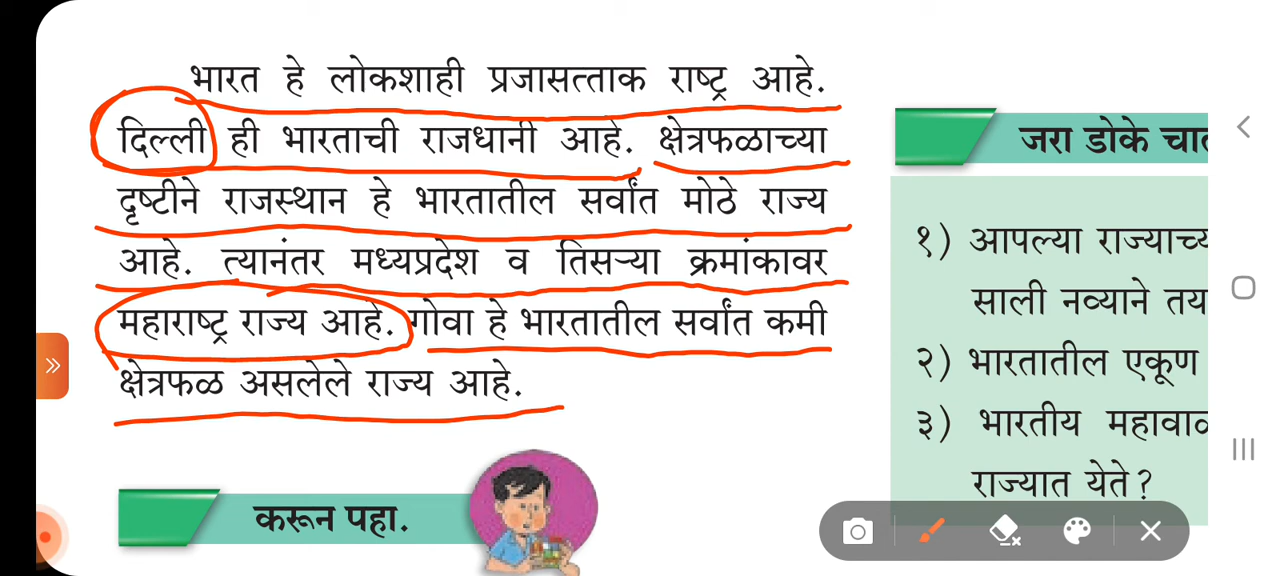 भारत हे लोकशाही प्रजासत्ताक राष्ट्र आहे.
दिल्ली ही भारताची राजधानी आहे. क्षेत्रफळाच्या
दृष्टीने राजस्थान हे भारतातील सर्वांत मोठे राज्य
आहे. त्यानंतर मध्यप्रदेश व तिसऱ्या क्रमांकावर
महाराष्ट्र राज्य आहे. गोवा हे भारतातील सर्वांत कमी
क्षेत्रफळ असलेले राज्य आहे.
करून पहा.
जरा डोके
१) आपल्या
साली नव्याने
२) भारतातील एकूण
३) भारतीय
राज्यात येते?